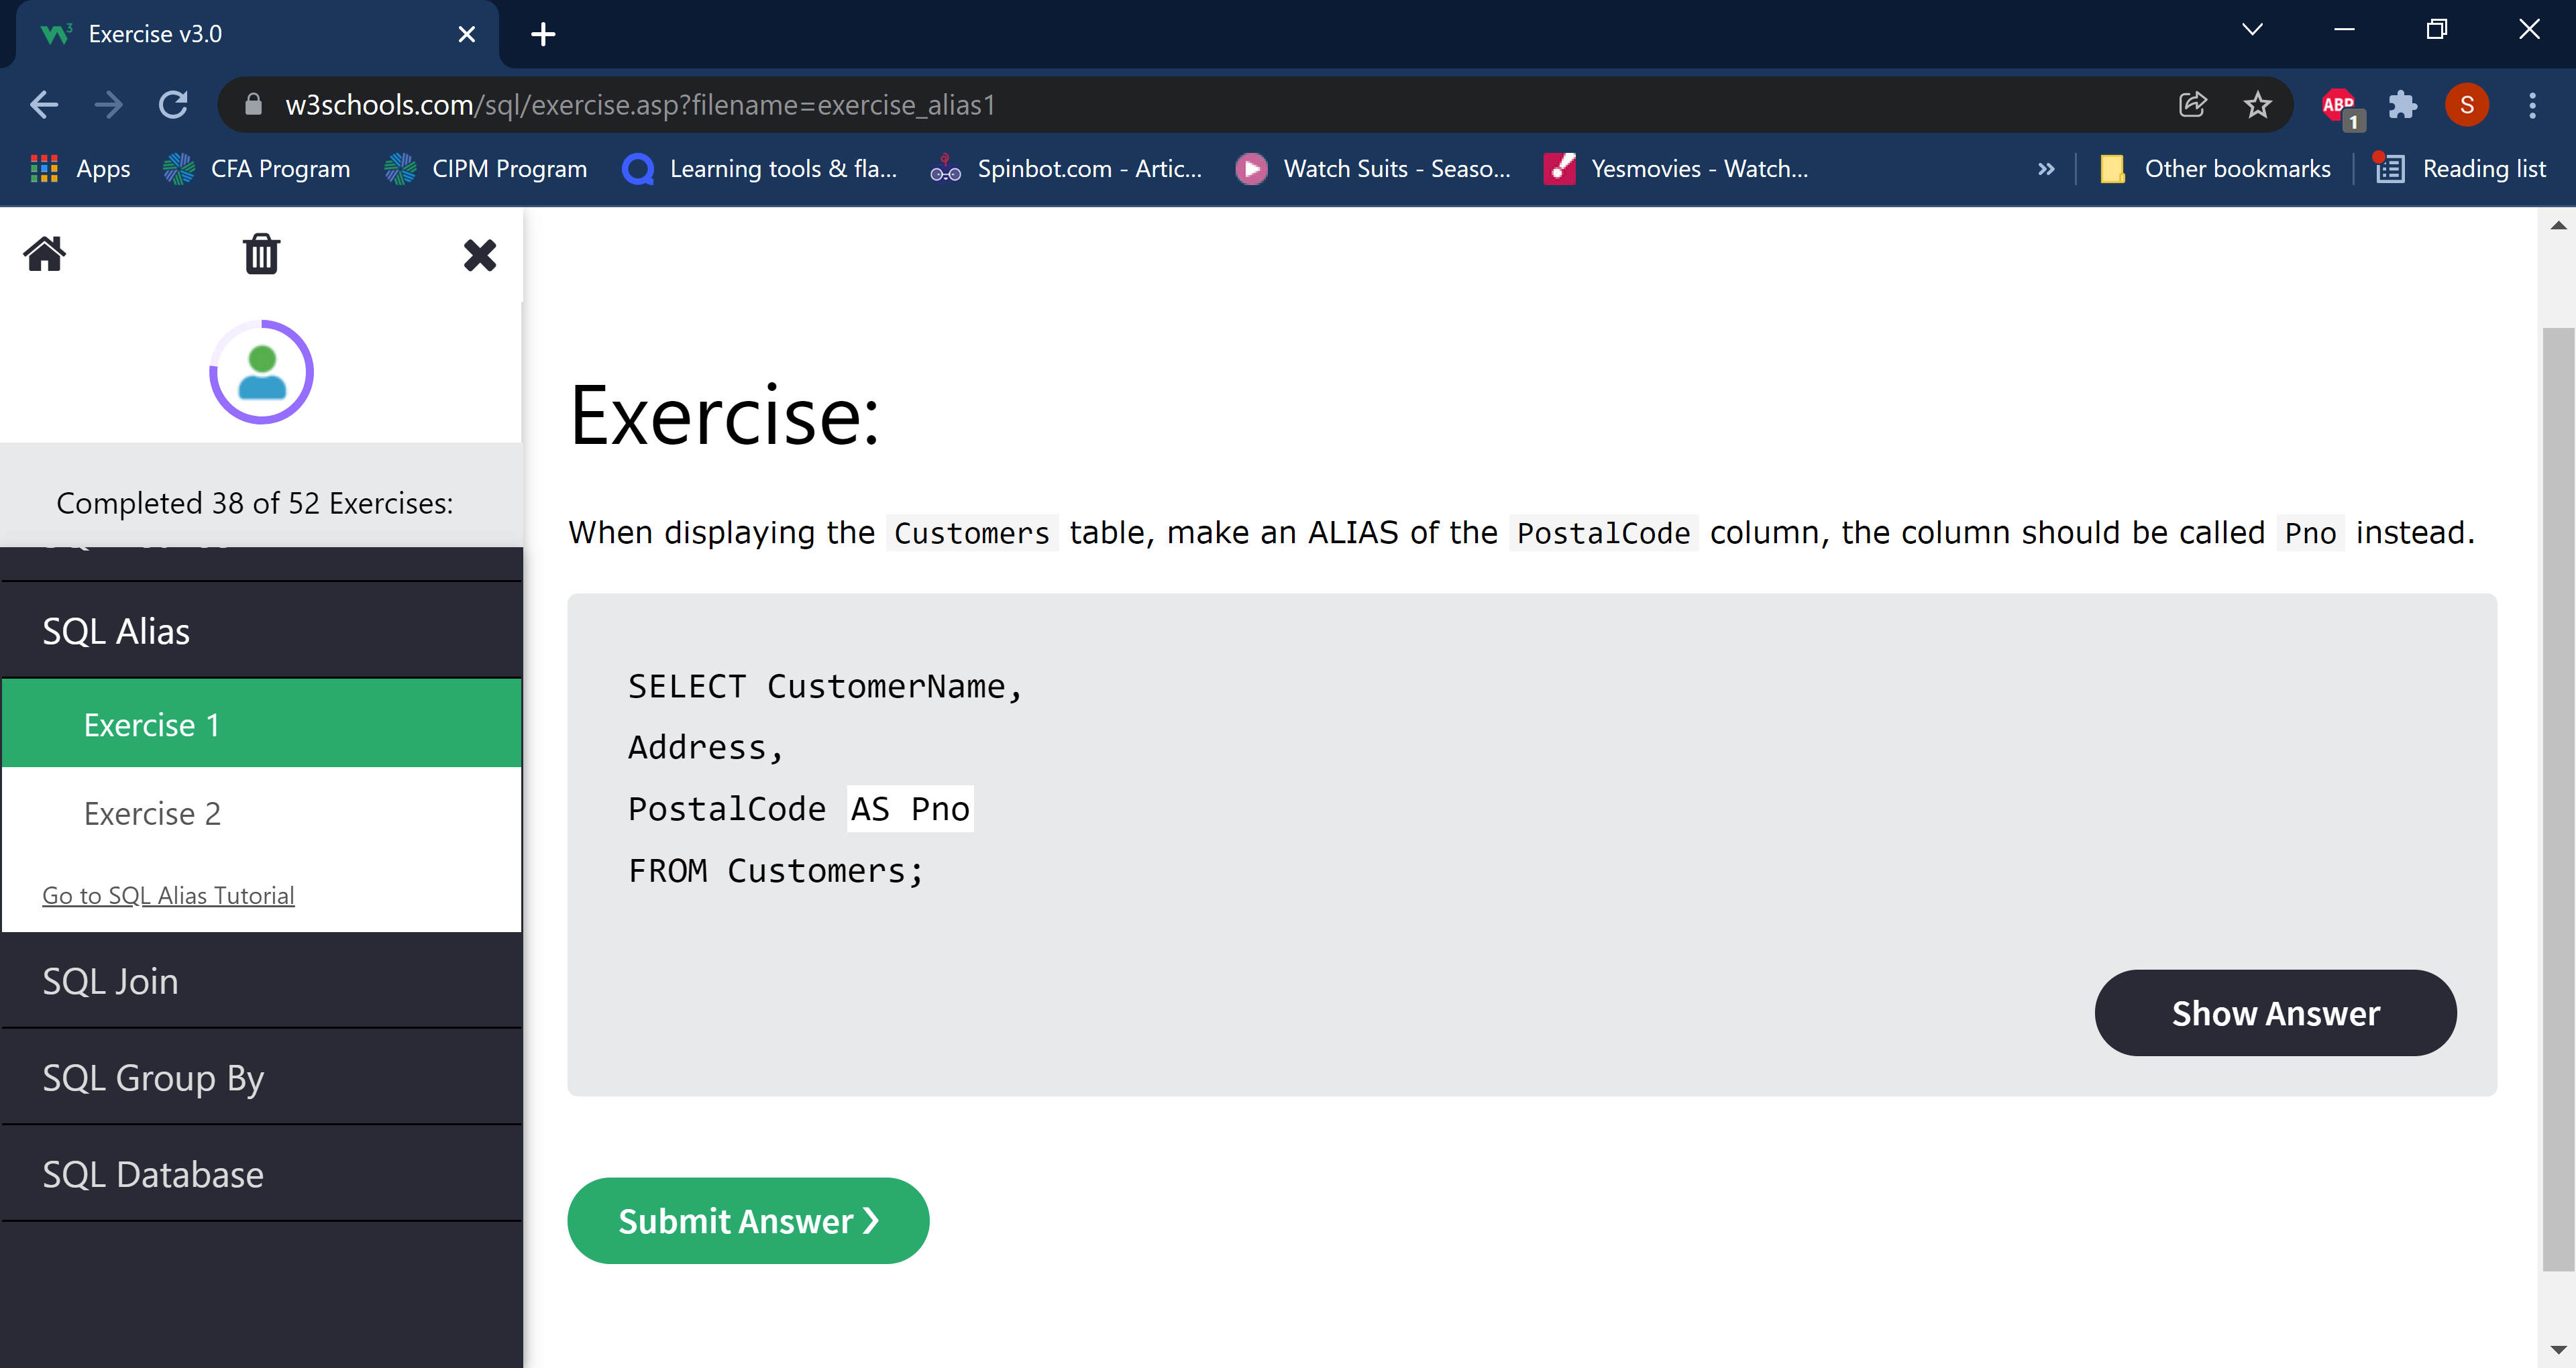 Exercise v3.0
w3schools.com/sql/exercise.asp?filename=exercise_alias1
ABP
1
S
Apps
CFA Program
CIPM Program
Learning tools & fla...
Spinbot.com - Artic...
Watch Suits - Seaso...
Yesmovies - Watch...
»
Other bookmarks
Reading list
Completed 38 of 52 Exercises:
SQL Alias
Exercise 1
Exercise 2
Go to SQL Alias Tutorial
SQL Join
SQL Group By
SQL Database
Exercise:
When displaying the Customers table, make an ALIAS of the PostalCode column, the column should be called Pno instead.
SELECT CustomerName,
Address,
PostalCode AS Pno
FROM Customers;
Show Answer
Submit Answer ❯